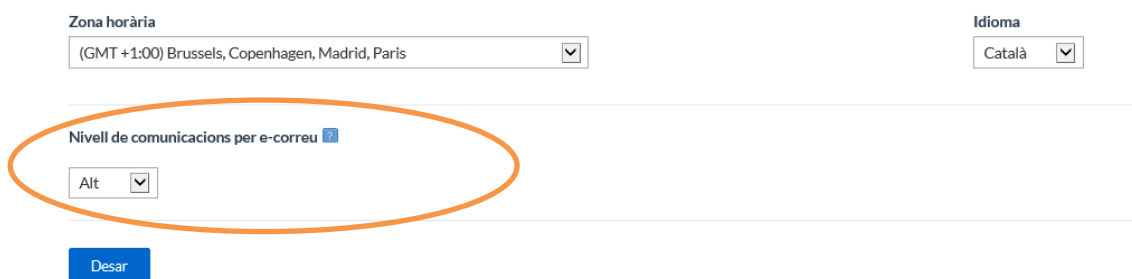 Zona horària
Idioma
(GMT +1:00) Brussels, Copenhagen, Madrid, Paris
Català
Nivell de comunicacions per e-correu ?
Alt
Desar